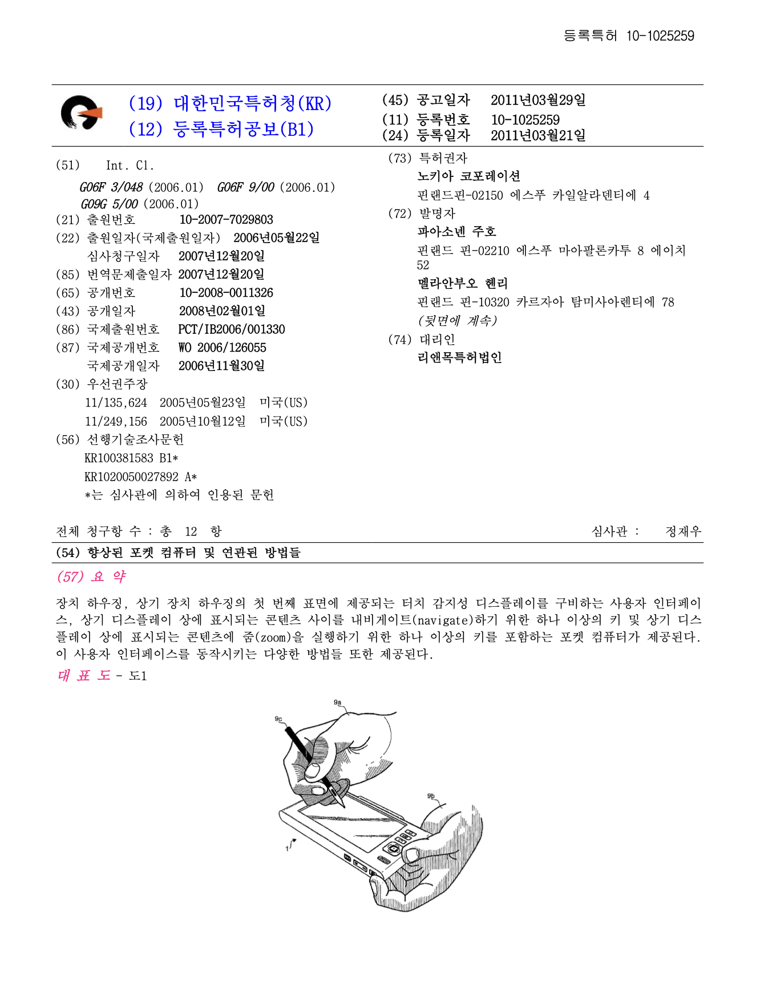 등록특허 10-1025259
(19) 대한민국특허청(KR)
(12) 등록특허공보(B1)
(45) 공고일자 2011년03월29일
(11) 등록번호 10-1025259
(24) 등록일자 2011년03월21일
(51) Int. Cl.
G06F 3/048 (2006.01) G06F 9/00 (2006.01)
G09G 5/00 (2006.01)
(21) 출원번호 10-2007-7029803
(22) 출원일자(국제출원일자) 2006년05월22일
심사청구일자 2007년12월20일
(85) 번역문제출일자 2007년12월20일
(65) 공개번호 10-2008-0011326
(43) 공개일자 2008년02월01일
(86) 국제출원번호 PCT/IB2006/001330
(87) 국제공개번호 WO 2006/126055
국제공개일자 2006년11월30일
(30) 우선권주장
11/135,624 2005년05월23일 미국(US)
11/249,156 2005년10월12일 미국(US)
(56) 선행기술조사문헌
KR100381583 B1*
KR1020050027892 A*
*는 심사관에 의하여 인용된 문헌
(73) 특허권자
노키아 코포레이션
핀랜드핀-02150 에스푸 카일알라덴티에 4
(72) 발명자
파아소넨 주호
핀랜드 핀-02210 에스푸 마아팔론카투 8 에이치
52
멜라안부오 헨리
핀랜드 핀-10320 카르자아 탐미사아렌티에 78
(뒷면에 계속)
(74) 대리인
리앤목특허법인
전체 청구항 수 : 총 12 항 심사관 : 정재우
(54) 향상된 포켓 컴퓨터 및 연관된 방법들
(57) 요 약
장치 하우징, 상기 장치 하우징의 첫 번째 표면에 제공되는 터치 감지성 디스플레이를 구비하는 사용자 인터페이
스, 상기 디스플레이 상에 표시되는 콘텐츠 사이를 내비게이트(navigate)하기 위한 하나 이상의 키 및 상기 디스
플레이 상에 표시되는 콘텐츠에 줌(zoom)을 실행하기 위한 하나 이상의 키를 포함하는 포켓 컴퓨터가 제공된다.
이 사용자 인터페이스를 동작시키는 다양한 방법들 또한 제공된다.
대 표 도 - 도1
9a
9c
9b
1